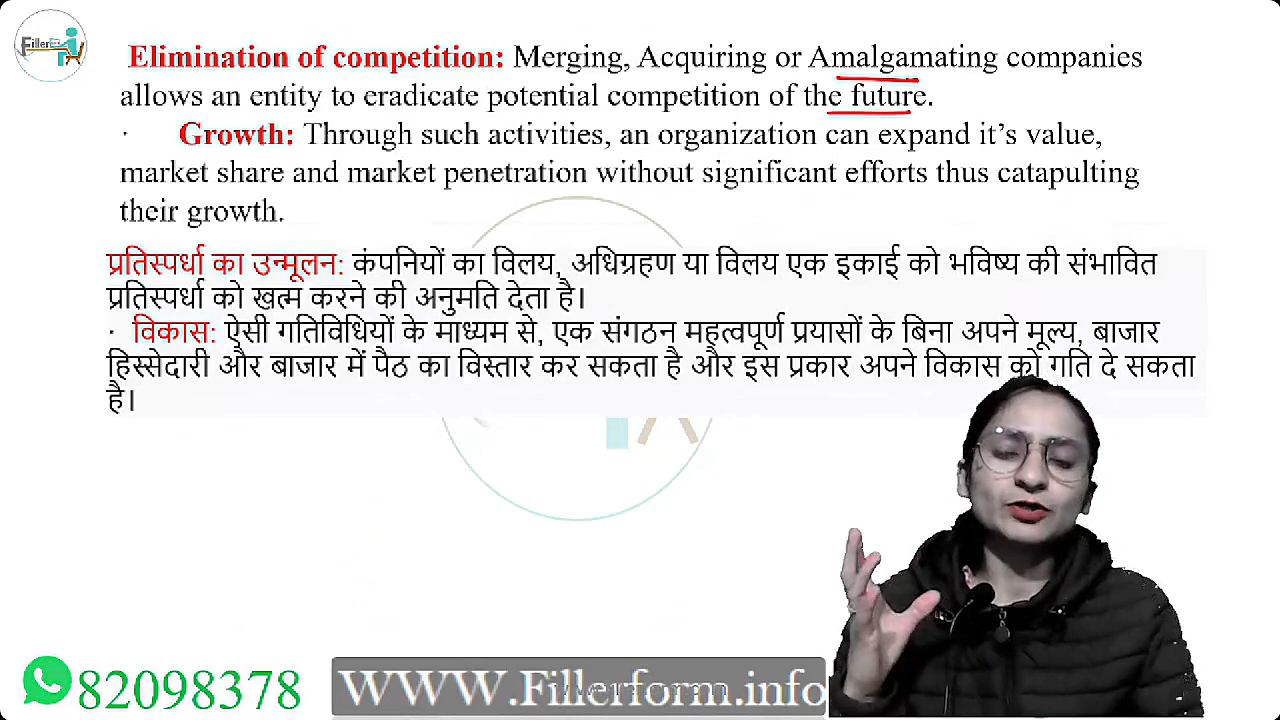 Filler
Elimination of competition: Merging, Acquiring or Amalgamating companies
allows an entity to eradicate potential competition of the future.
· Growth: Through such activities, an organization can expand it's value,
market share and market penetration without significant efforts thus catapulting
their growth.
प्रतिस्पर्धा का उन्मूलन: कंपनियों का विलय, अधिग्रहण या विलय एक इकाई को भविष्य की संभावित
प्रतिस्पर्धा को खत्म करने की अनुमति देता है।
· विकास: ऐसी गतिविधियों के माध्यम से, एक संगठन महत्वपूर्ण प्रयासों के बिना अपने मूल्य, बाजार
हिस्सेदारी और बाजार में पैठ का विस्तार कर सकता है और इस प्रकार अपने विकास को गति दे सकता
है।
82098378
WWW.Fillerform.info